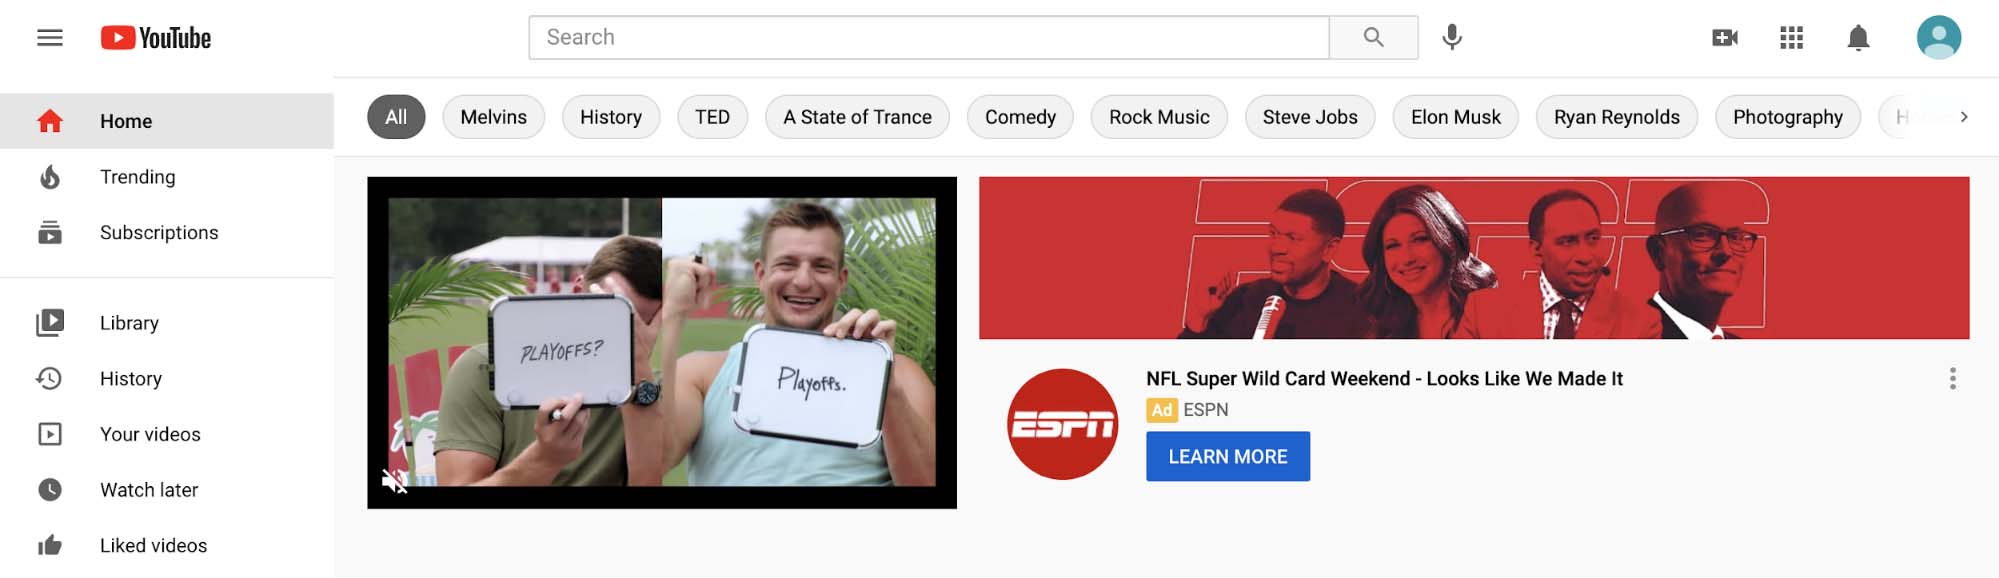 YouTube
Search
Home
Trending
Subscriptions
Library
History
Your videos
Watch later
Liked videos
All
Melvins
History
TED
A State of Trance
Comedy
Rock Music
Steve Jobs
Elon Musk
Ryan Reynolds
Photography
PLAYOFFS?
Playoffs.
ESPN
ESPN
NFL Super Wild Card Weekend - Looks Like We Made It
Ad ESPN
LEARN MORE